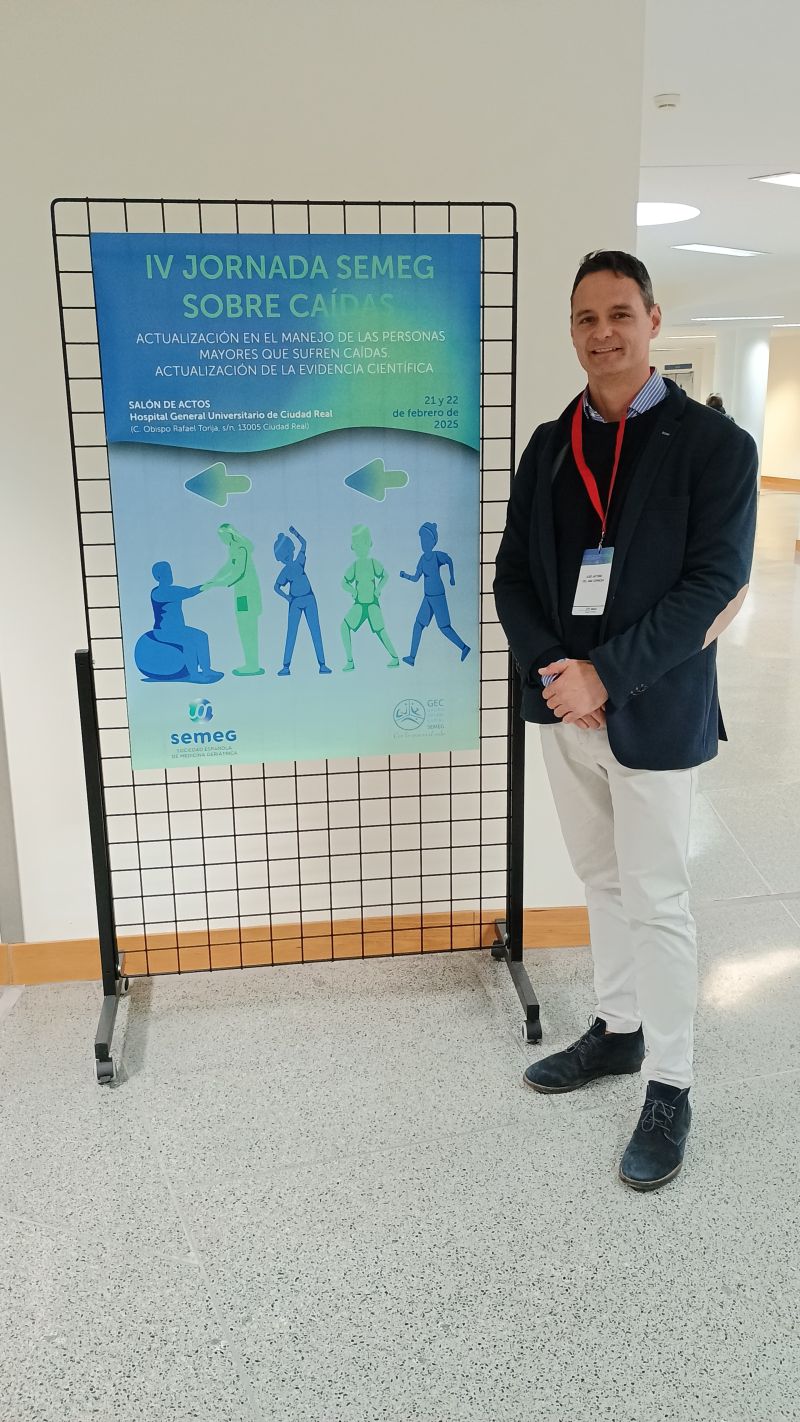 IV JORNADA SEMEG
SOBRE CAÍDAS
ACTUALIZACIÓN EN EL MANEJO DE LAS PERSONAS
MAYORES QUE SUFREN CAÍDAS.
ACTUALIZACIÓN DE LA EVIDENCIA CIENTÍFICA
SALÓN DE ACTOS
Hospital General Universitario de Ciudad Real
(C. Obispo Rafael Torija, s/n, 13005 Ciudad Real)
21 y 22
de febrero de
2025
semeg
SOCIEDAD ESPAÑOLA
DE MEDICINA GERIÁTRICA
GEC
SEMEG